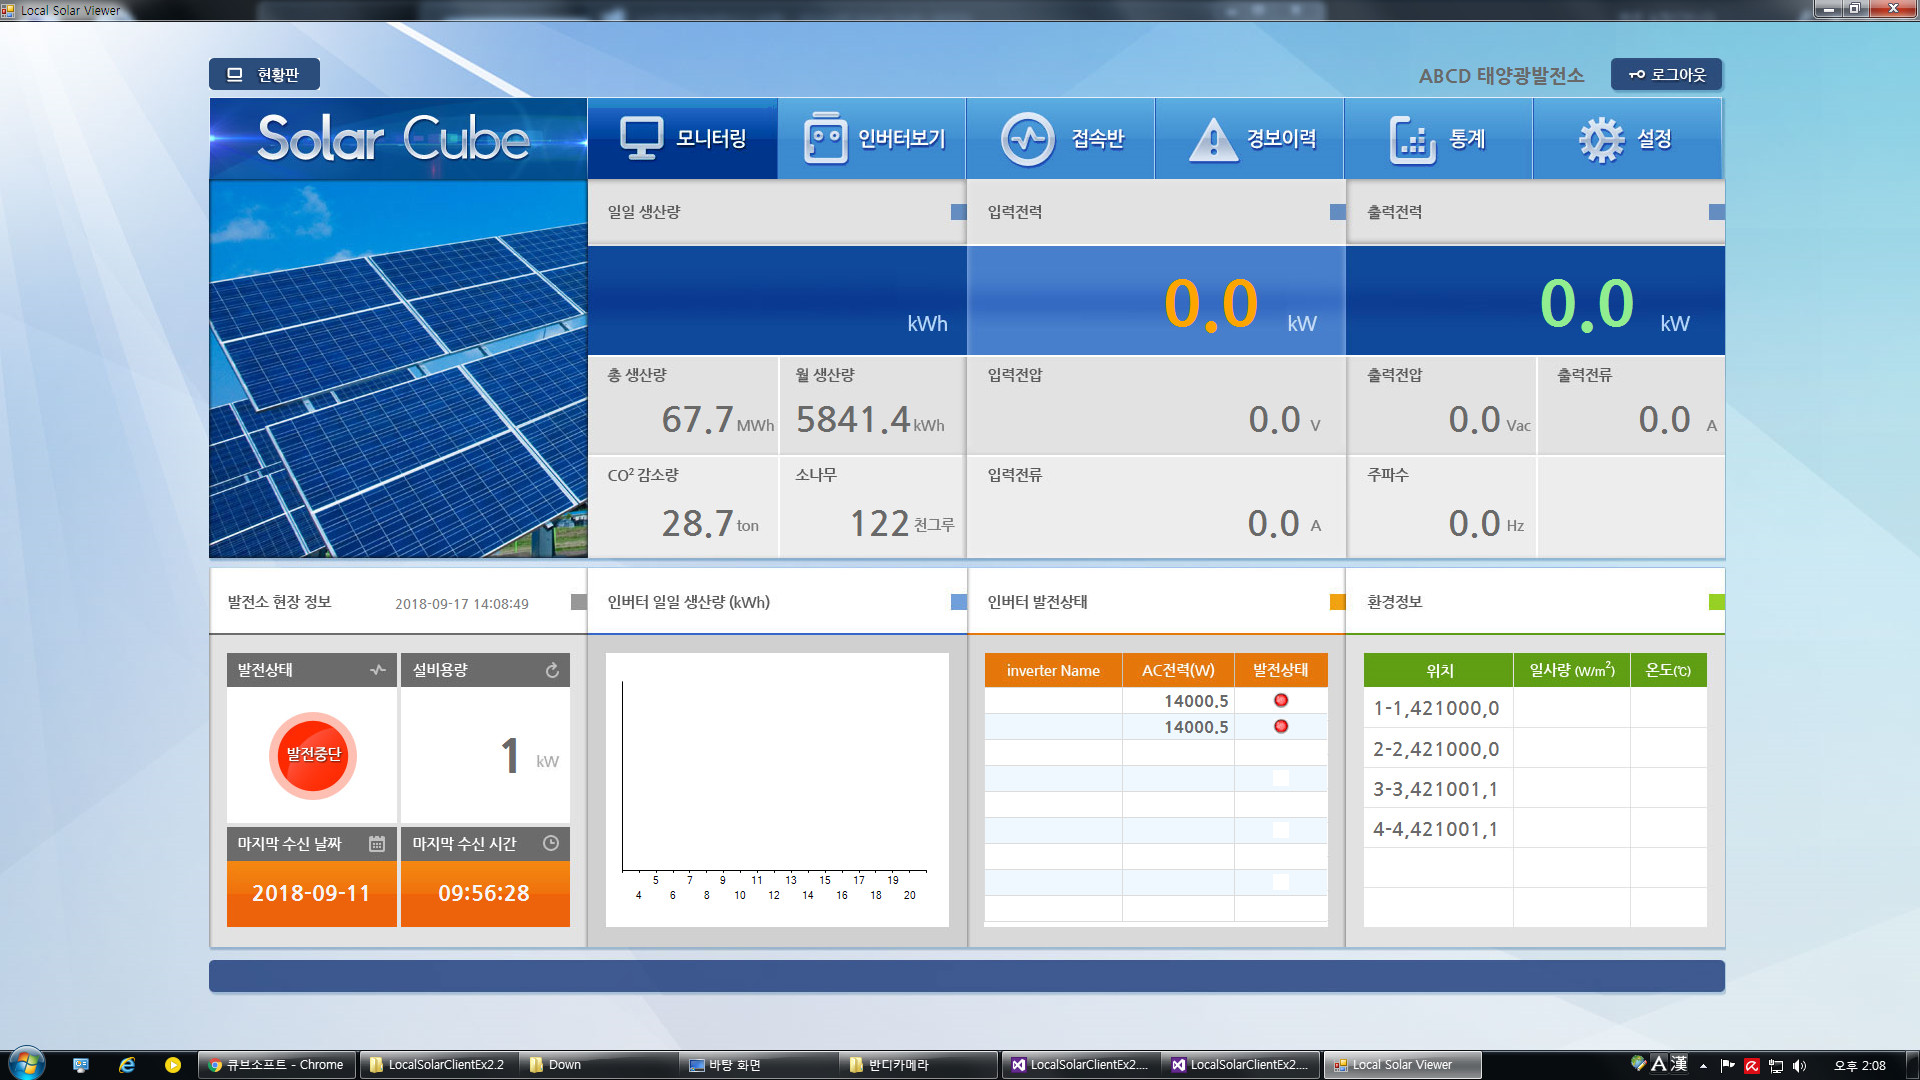 Local Solar Viewer
현황판
ABCD 태양광발전소
로그아웃
Solar Cube
모니터링
인버터보기
접속반
경보이력
통계
설정
일일 생산량
입력전력
출력전력
kWh
0.0 kW
0.0 kW
총 생산량
월 생산량
입력전압
출력전압
출력전류
67.7 MWh
5841.4 kWh
0.0 V
0.0 Vac
0.0 A
CO² 감소량
소나무
입력전류
주파수
28.7 ton
122 천그루
0.0 A
0.0 Hz
발전소 현장 정보
2018-09-17 14:08:49
인버터 일일 생산량 (kWh)
인버터 발전상태
환경정보
발전상태
설비용량
발전중단
1 kW
마지막 수신 날짜
마지막 수신 시간
2018-09-11
09:56:28
5 7 9 11 13 15 17 19
4 6 8 10 12 14 16 18 20
inverter Name AC전력(W) 발전상태
14000.5
14000.5
위치 일사량 (W/m²) 온도(℃)
1-1,421000,0
2-2,421000,0
3-3,421001,1
4-4,421001,1
큐브소프트 - Chrome
LocalSolarClientEx2.2
Down
바탕 화면
반디카메라
LocalSolarClientEx2....
LocalSolarClientEx2....
Local Solar Viewer
A 漢
오후 2:08